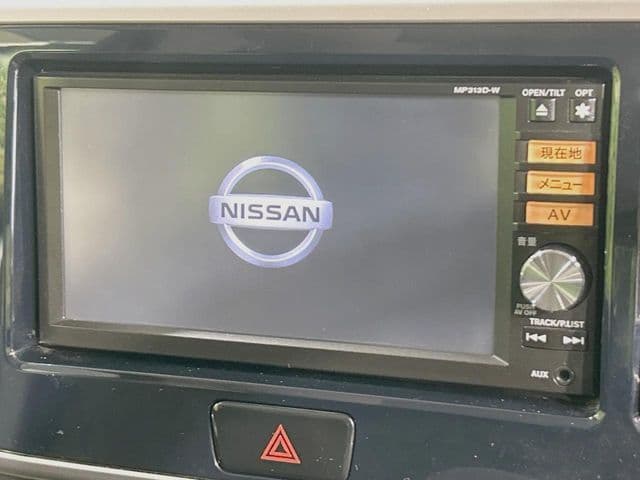 MP313D-W
OPEN/TILT OPT
現在地
メニュー
AV
NISSAN
音量
PUSH
AV OFF
TRACK/P.LIST
AUX